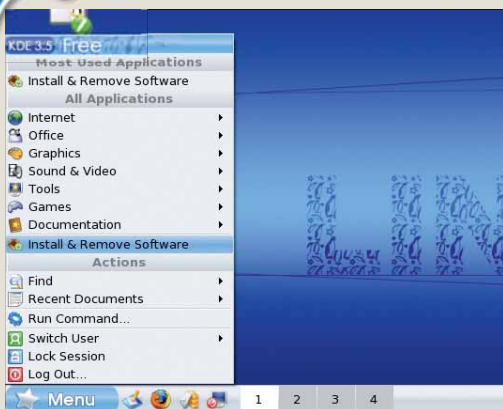 KDE 3.5 Free
Most Used Applications
Install & Remove Software
All Applications
Internet
Office
Graphics
Sound & Video
Tools
Games
Documentation
Install & Remove Software
Actions
Find
Recent Documents
Run Command...
Switch User
Lock Session
Log Out...
Menu 1 2 3 4
LIN